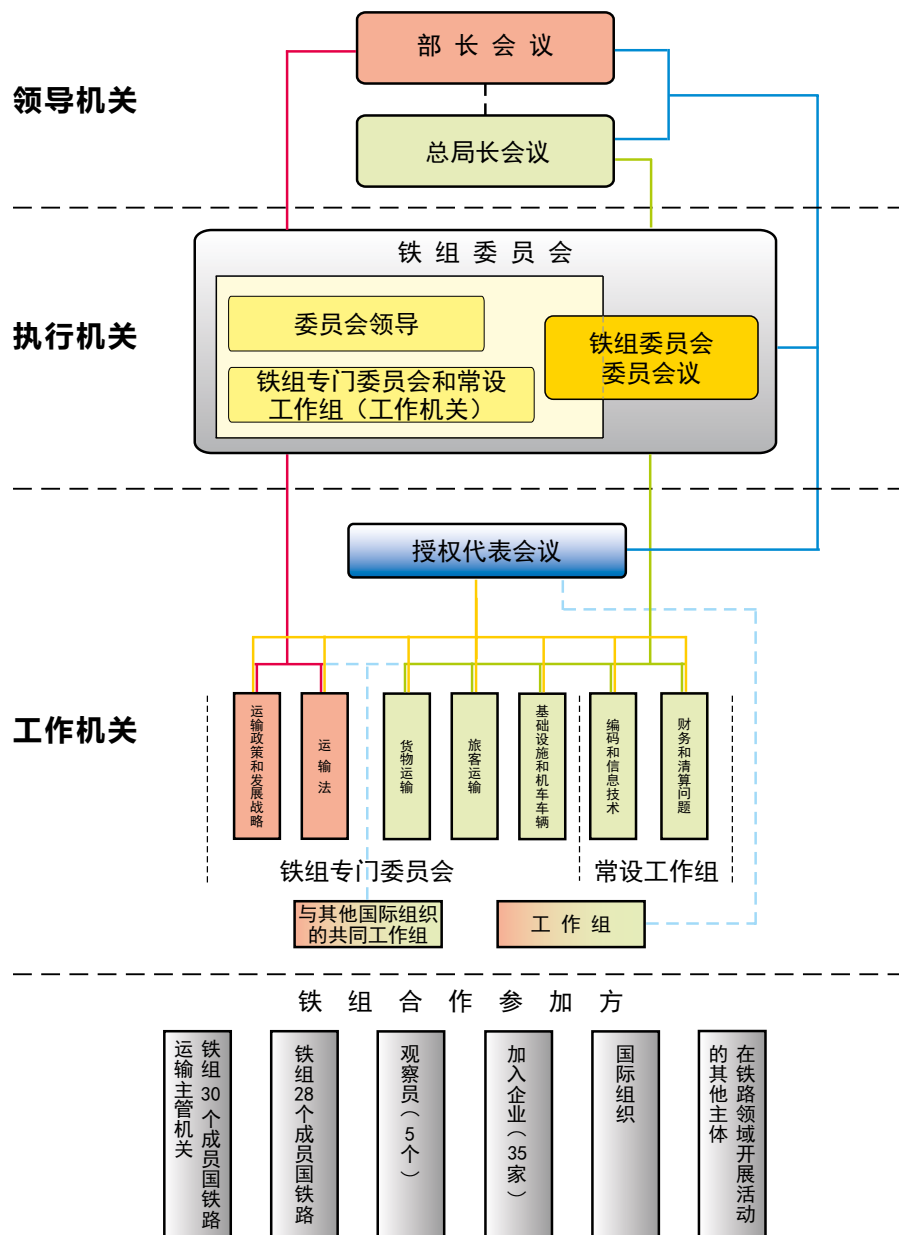 部长会议
领导机关
总局长会议
铁组委员会
委员会领导
执行机关
铁组委员会
委员会议
铁组专门委员会和常设
工作组（工作机关）
授权代表会议
工作机关
运输政策和发展战略
运输法
货物运输
旅客运输
基础设施和机车车辆
编码和信息技术
财务和清算问题
铁组专门委员会
常设工作组
与其他国际组织
的共同工作组
工作组
铁组合作参加方
铁组30个成员国铁路
运输主管机关
铁组28个成员国铁路
观察员（5个）
加入企业（35家）
国际组织
在铁路领域开展活动
的其他主体